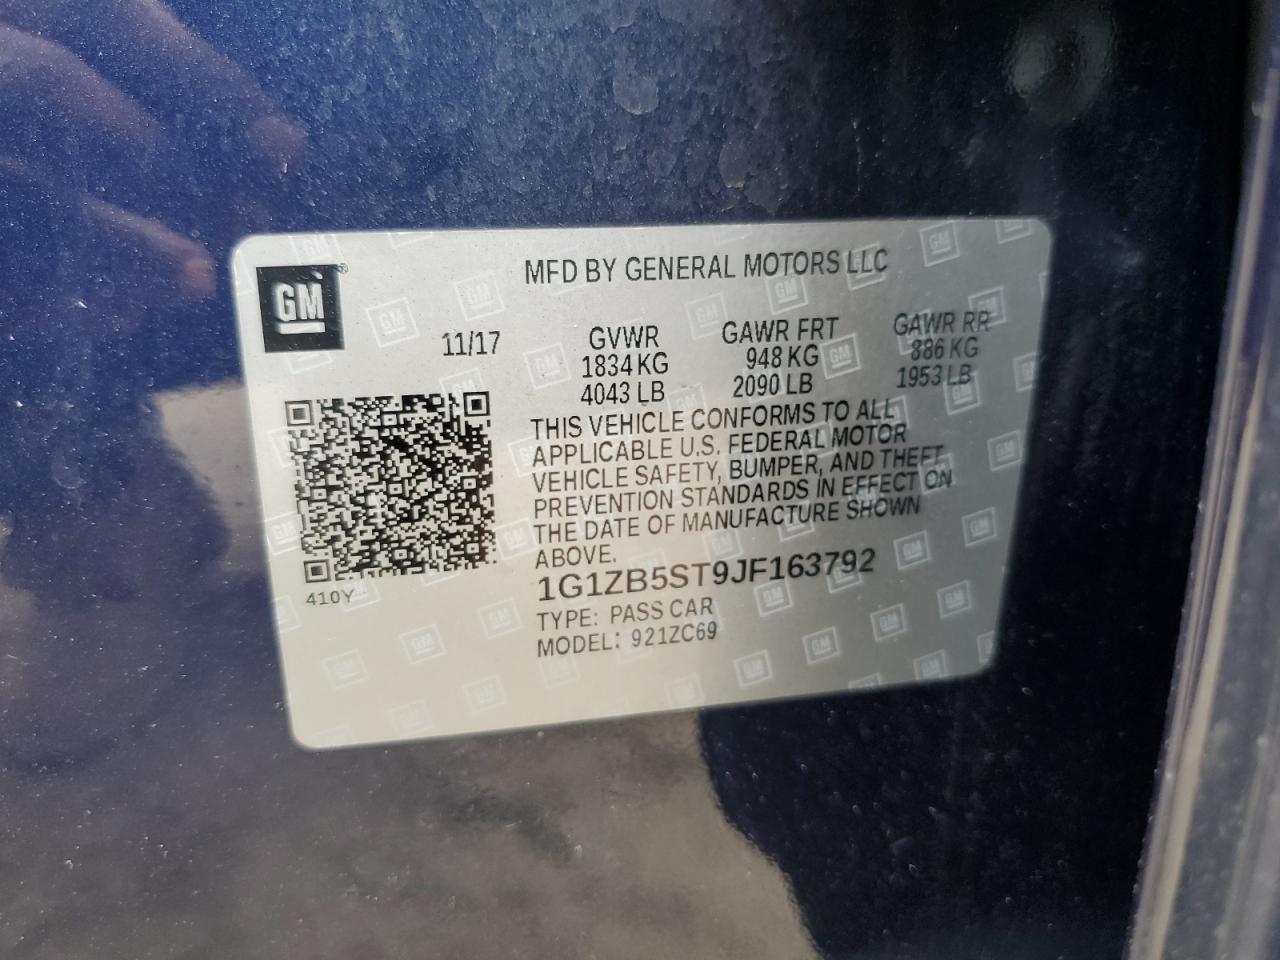 GM
MFD BY GENERAL MOTORS LLC
11/17
GVWR
1834 KG
4043 LB
GAWR FRT
948 KG
2090 LB
GAWR RR
886 KG
1953 LB
THIS VEHICLE CONFORMS TO ALL
APPLICABLE U.S. FEDERAL MOTOR
VEHICLE SAFETY, BUMPER, AND THEFT
PREVENTION STANDARDS IN EFFECT ON
THE DATE OF MANUFACTURE SHOWN
ABOVE.
1G1ZB5ST9JF163792
TYPE: PASS CAR
MODEL: 921ZC69
410Y